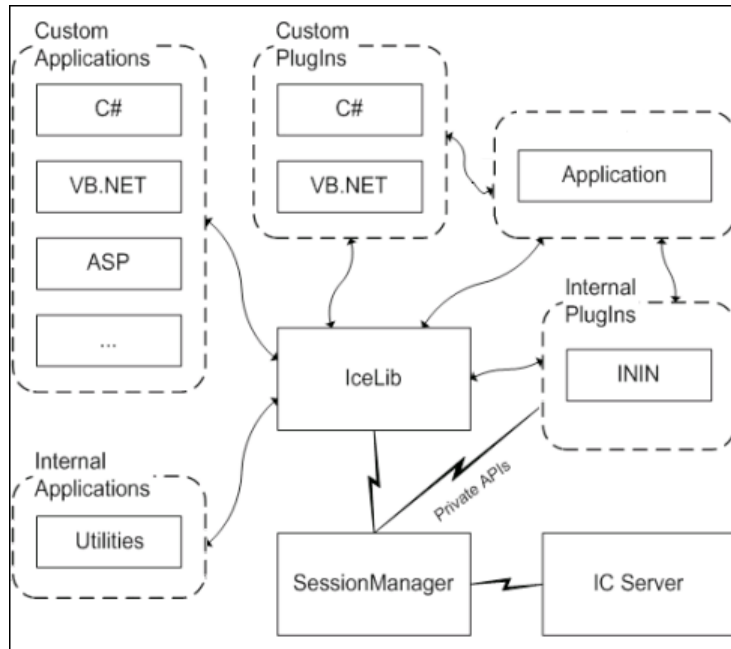 Custom
Applications
C#
VB.NET
ASP
...
Custom
PlugIns
C#
VB.NET
Application
Internal
PlugIns
ININ
IceLib
Internal
Applications
Utilities
Private APIs
SessionManager
IC Server